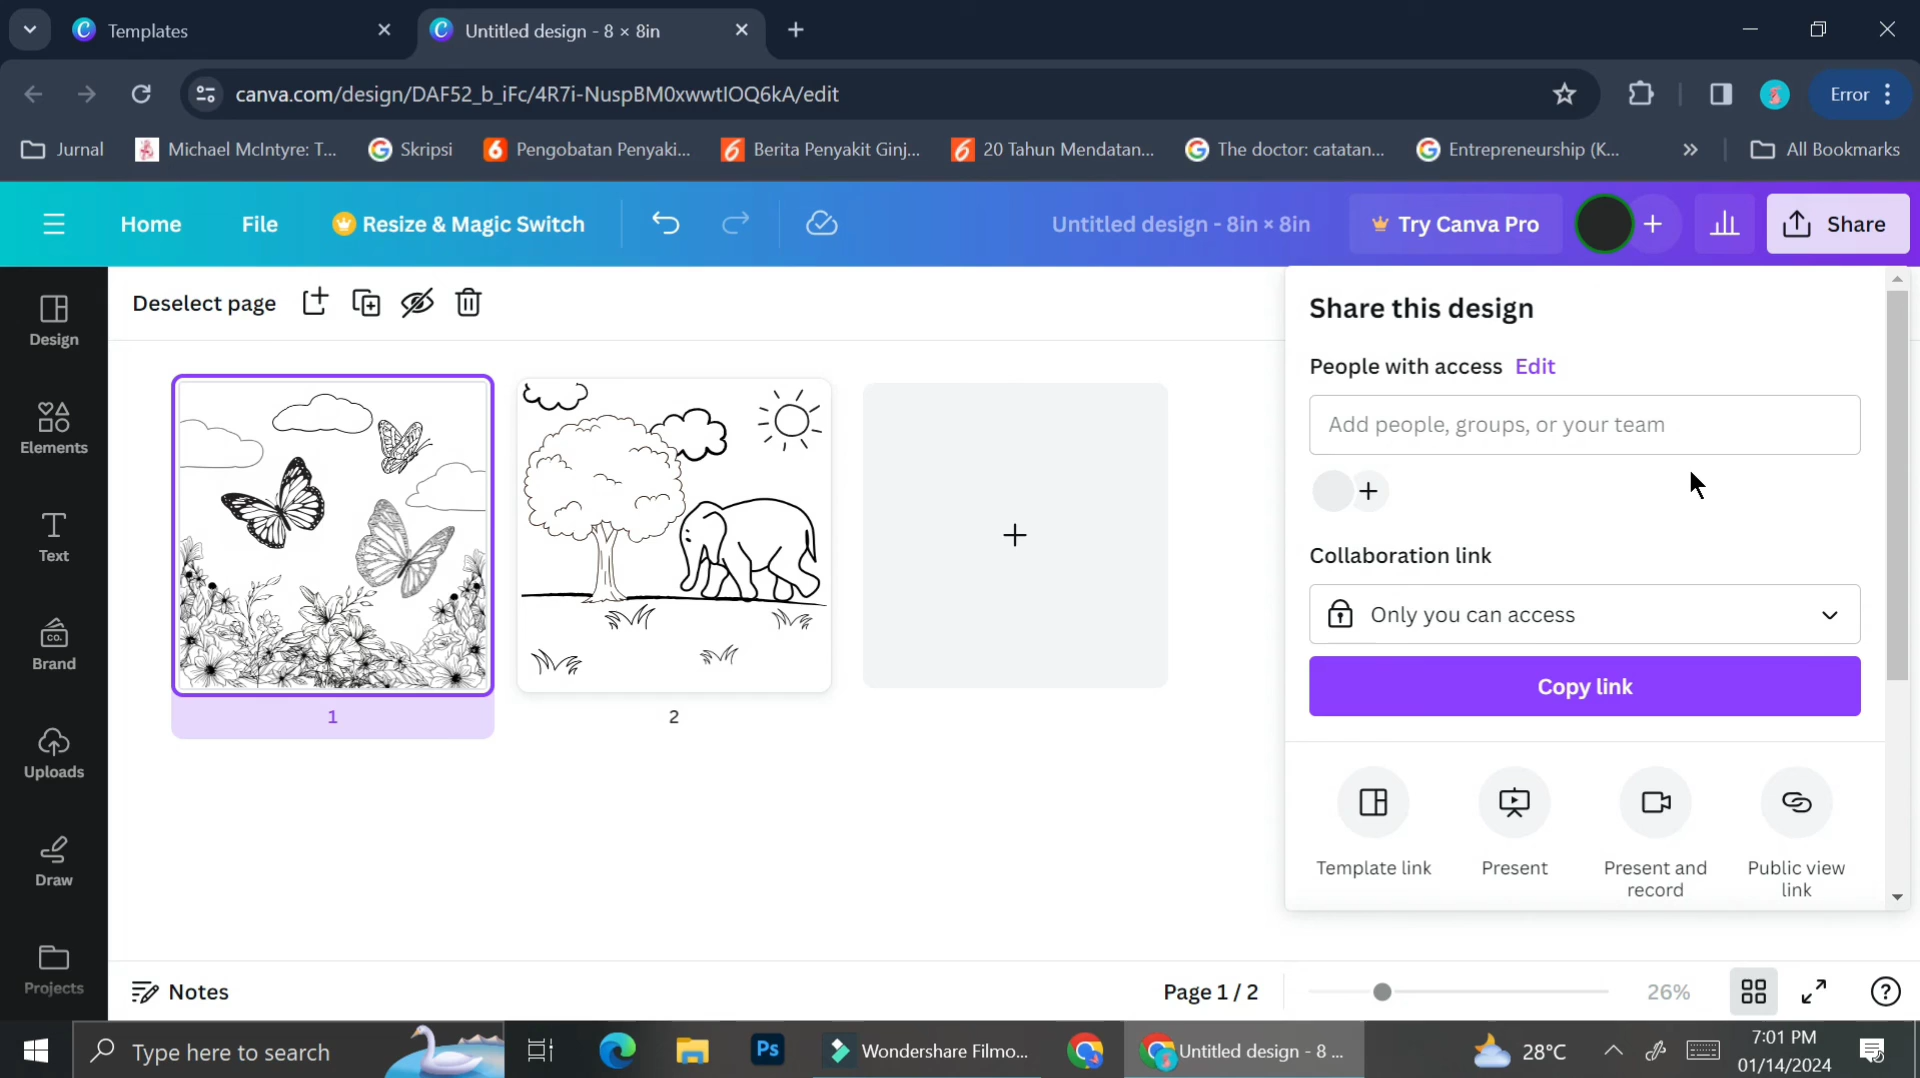 Templates
Untitled design - 8 × 8in
canva.com/design/DAF52_b_iFc/4R7i-NuspBM0xwwtIOQ6kA/edit
Error
Jurnal
Michael McIntyre: T...
Skripsi
Pengobatan Penyaki...
Berita Penyakit Ginj...
20 Tahun Mendatan...
The doctor: catatan...
Entrepreneurship (K...
All Bookmarks
Home
File
Resize & Magic Switch
Untitled design - 8in × 8in
Try Canva Pro
Share
Design
Elements
Text
CO.
Brand
Uploads
Draw
Projects
Deselect page
1
2
Share this design
People with access Edit
Add people, groups, or your team
Collaboration link
Only you can access
Copy link
Template link
Present
Present and
record
Public view
link
Notes
Page 1 / 2
26%
Type here to search
Ps
Wondershare Filmo...
Untitled design - 8 ...
28°C
7:01 PM
01/14/2024